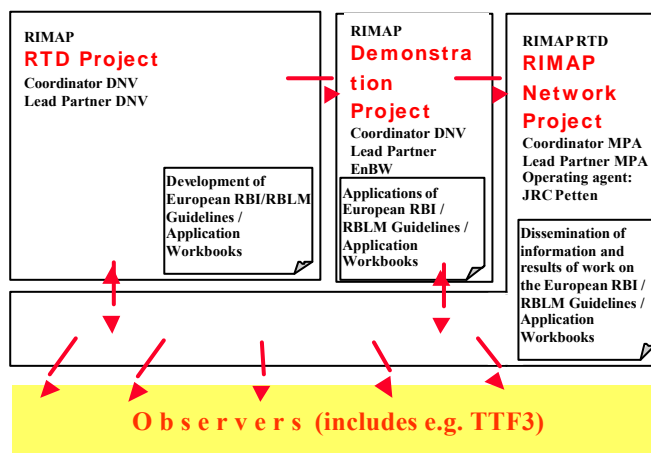 RIMAP
RTD Project
Coordinator DNV
Lead Partner DNV
Development of
European RBI/RBLM
Guidelines /
Application
Workbooks
RIMAP
Demonstra
tion
Project
Coordinator DNV
Lead Partner
EnBW
Applications of
European RBI /
RBLM Guidelines /
Application
Workbooks
RIMAP RTD
RIMAP
Network
Project
Coordinator MPA
Lead Partner MPA
Operating agent:
JRC Petten
Dissemination of
information and
results of work on
the European RBI /
RBLM Guidelines /
Application
Workbooks
Observers (includes e.g. TTF3)